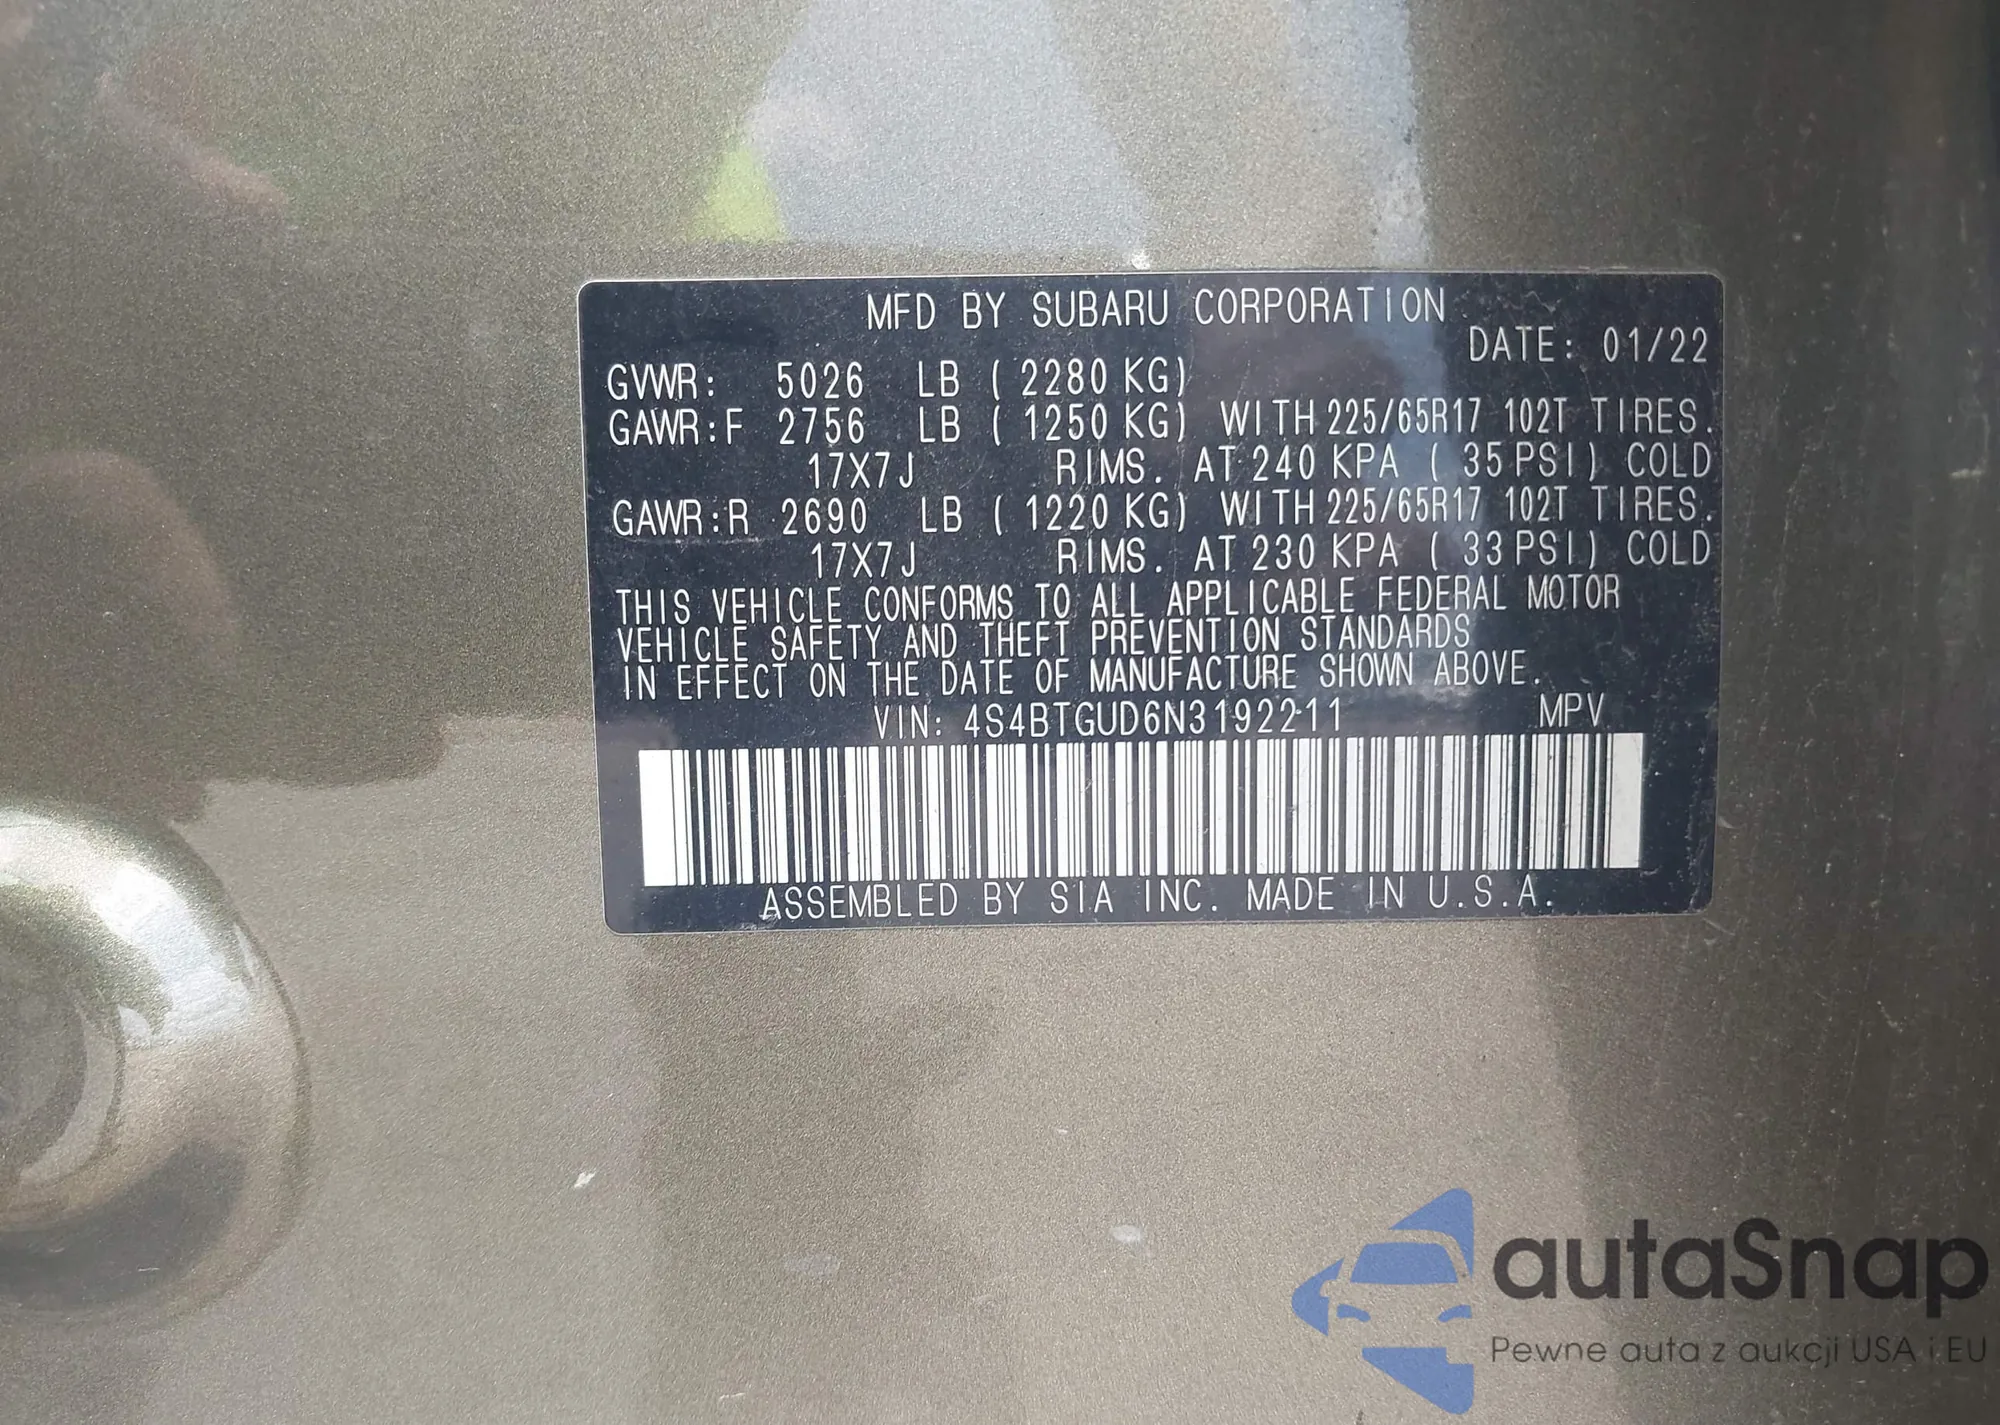 MFD BY SUBARU CORPORATION
DATE: 01/22
GVWR: 5026 LB ( 2280 KG)
GAWR:F 2756 LB ( 1250 KG) WITH 225/65R17 102T TIRES.
17X7J RIMS. AT 240 KPA ( 35 PSI) COLD
GAWR:R 2690 LB ( 1220 KG) WITH 225/65R17 102T TIRES.
17X7J RIMS. AT 230 KPA ( 33 PSI) COLD
THIS VEHICLE CONFORMS TO ALL APPLICABLE FEDERAL MOTOR
VEHICLE SAFETY AND THEFT PREVENTION STANDARDS
IN EFFECT ON THE DATE OF MANUFACTURE SHOWN ABOVE.
VIN: 4S4BTGUD6N3192211 MPV
ASSEMBLED BY SIA INC. MADE IN U.S.A.
autaSnap
Pewne auta z aukcji USA i EU